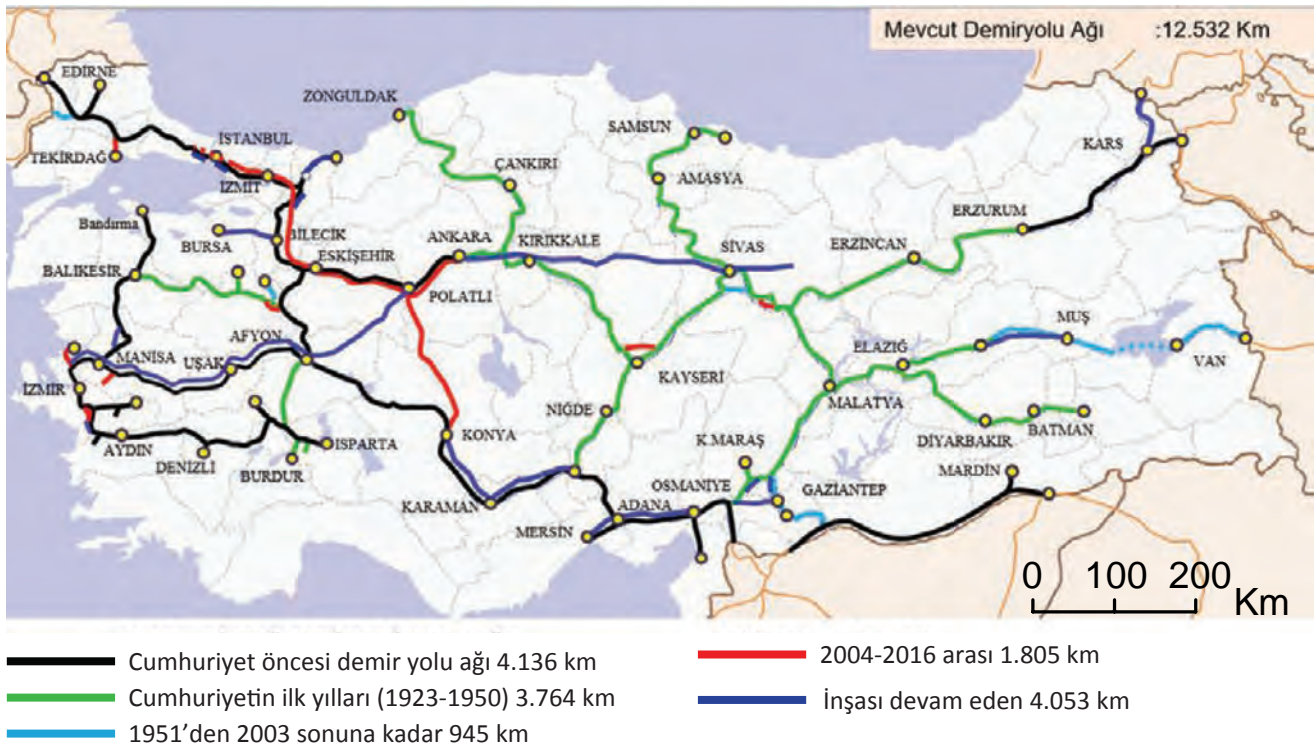 Mevcut Demiryolu Ağı :12.532 Km
EDİRNE
ZONGULDAK
SAMSUN
TEKİRDAĞ
İSTANBUL
KARS
İZMİT
ÇANKIRI
AMASYA
Bandırma
BURSA
BİLECİK
ANKARA
KIRIKKALE
SİVAS
ERZİNCAN
ERZURUM
ESKİŞEHİR
BALIKESİR
POLATLI
AFYON
MUŞ
ELAZIĞ
MANİSA
UŞAK
KAYSERİ
VAN
İZMİR
MALATYA
NİĞDE
KONYA
DİYARBAKIR
BATMAN
AYDIN
DENİZLİ
ISPARTA
BURDUR
K.MARAŞ
MARDİN
OSMANİYE
GAZİANTEP
KARAMAN
ADANA
MERSİN
0 100 200
Km
Cumhuriyet öncesi demir yolu ağı 4.136 km
2004-2016 arası 1.805 km
Cumhuriyetin ilk yılları (1923-1950) 3.764 km
İnşası devam eden 4.053 km
1951’den 2003 sonuna kadar 945 km